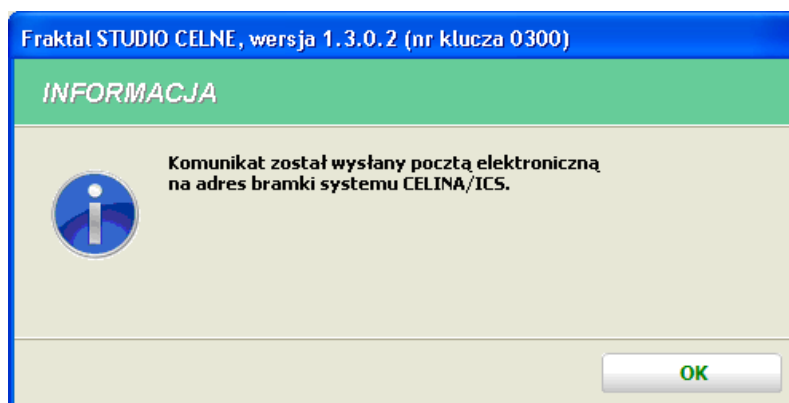 Fraktal STUDIO CELNE, wersja 1.3.0.2 (nr klucza 0300)
INFORMACJA
Komunikat został wysłany pocztą elektroniczną
na adres bramki systemu CELINA/ICS.
OK